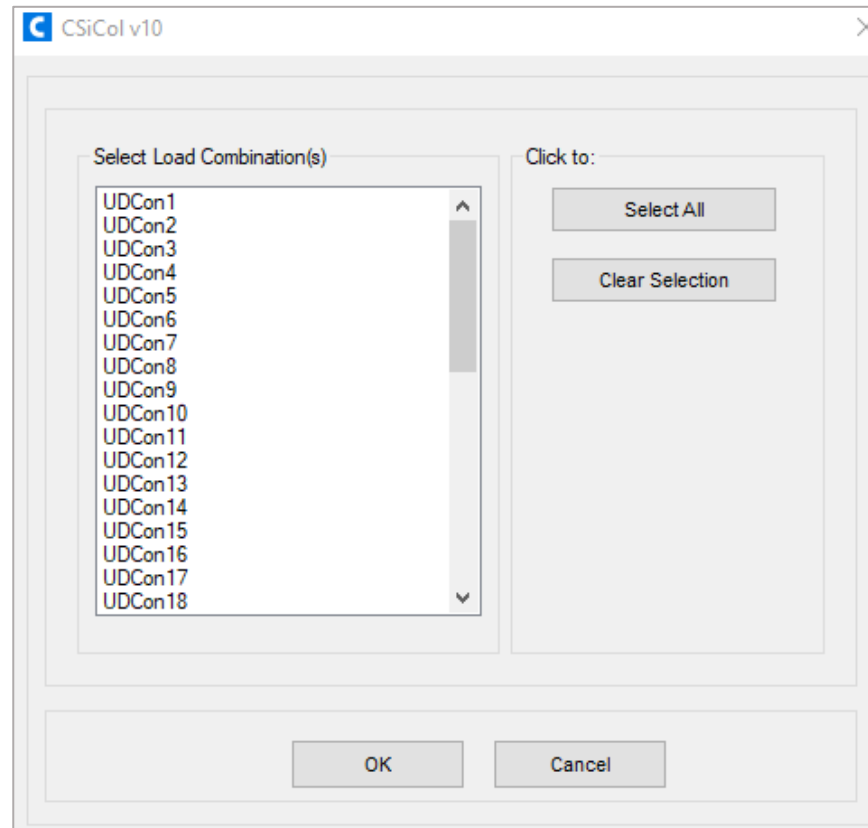 CSiCol v10
Select Load Combination(s)
UDCon1
UDCon2
UDCon3
UDCon4
UDCon5
UDCon6
UDCon7
UDCon8
UDCon9
UDCon10
UDCon11
UDCon12
UDCon13
UDCon14
UDCon15
UDCon16
UDCon17
UDCon18
Click to:
Select All
Clear Selection
OK
Cancel